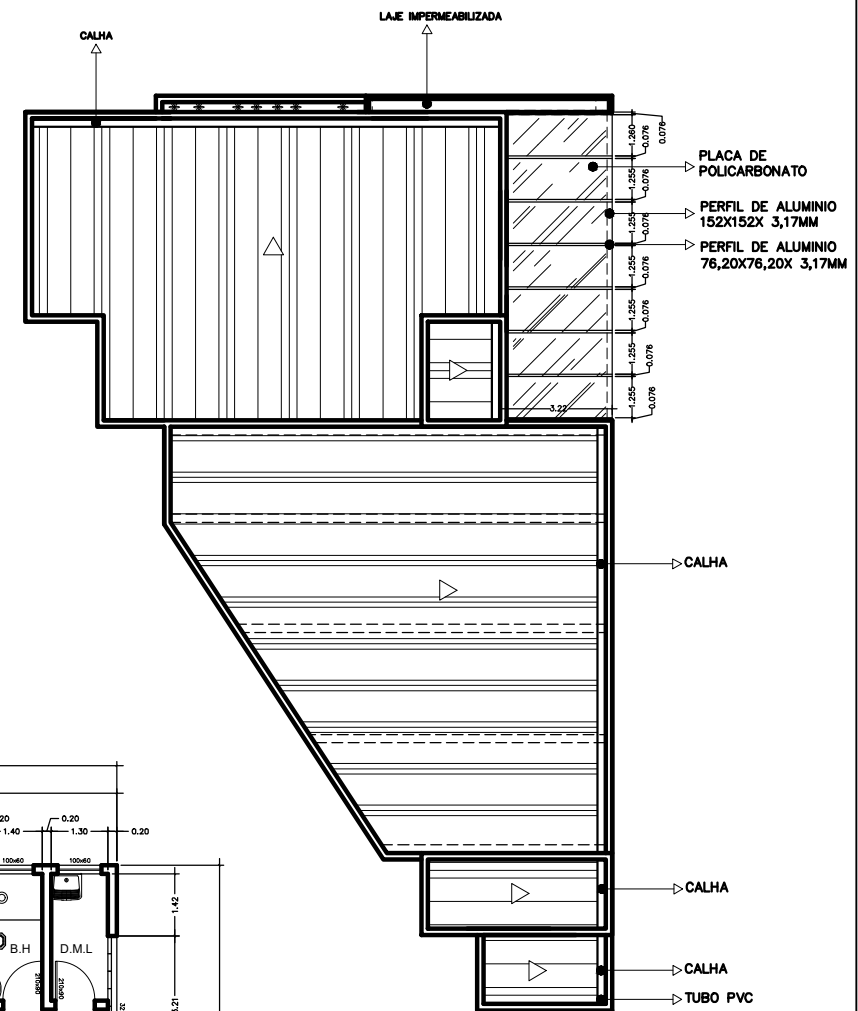 LAJE IMPERMEABILIZADA
CALHA
1.260
0.076
0.076
PLACA DE
POLICARBONATO
1.255
0.076
PERFIL DE ALUMINIO
152X152X 3,17MM
1.255
0.076
PERFIL DE ALUMINIO
76,20X76,20X 3,17MM
1.255
0.076
1.255
0.076
1.255
0.076
1.255
0.076
3.22
CALHA
20
0.20
1.40
1.30
0.20
100x60
100x60
1.42
CALHA
B.H
D.M.L
210x90
210x90
CALHA
TUBO PVC